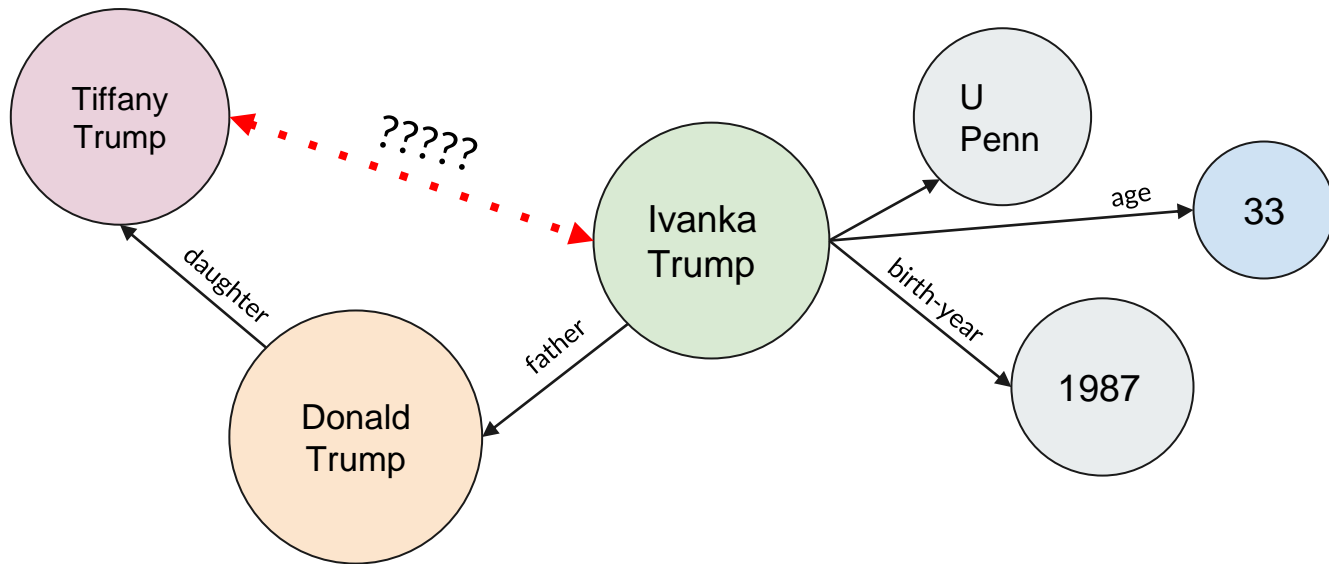 Tiffany
Trump
?????
U
Penn
age
33
Ivanka
Trump
daughter
birth-year
father
1987
Donald
Trump